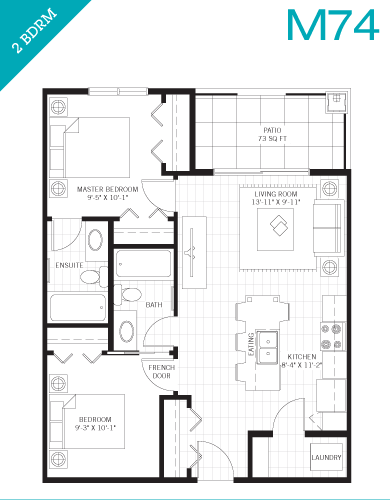 2 BDRM
M74
PATIO
73 SQ FT
MASTER BEDROOM
9'-5" X 10'-1"
LIVING ROOM
13'-11" X 9'-11"
ENSUITE
BATH
EATING
KITCHEN
8'-4" X 11'-2"
FRENCH
DOOR
BEDROOM
9'-3" X 10'-1"
LAUNDRY